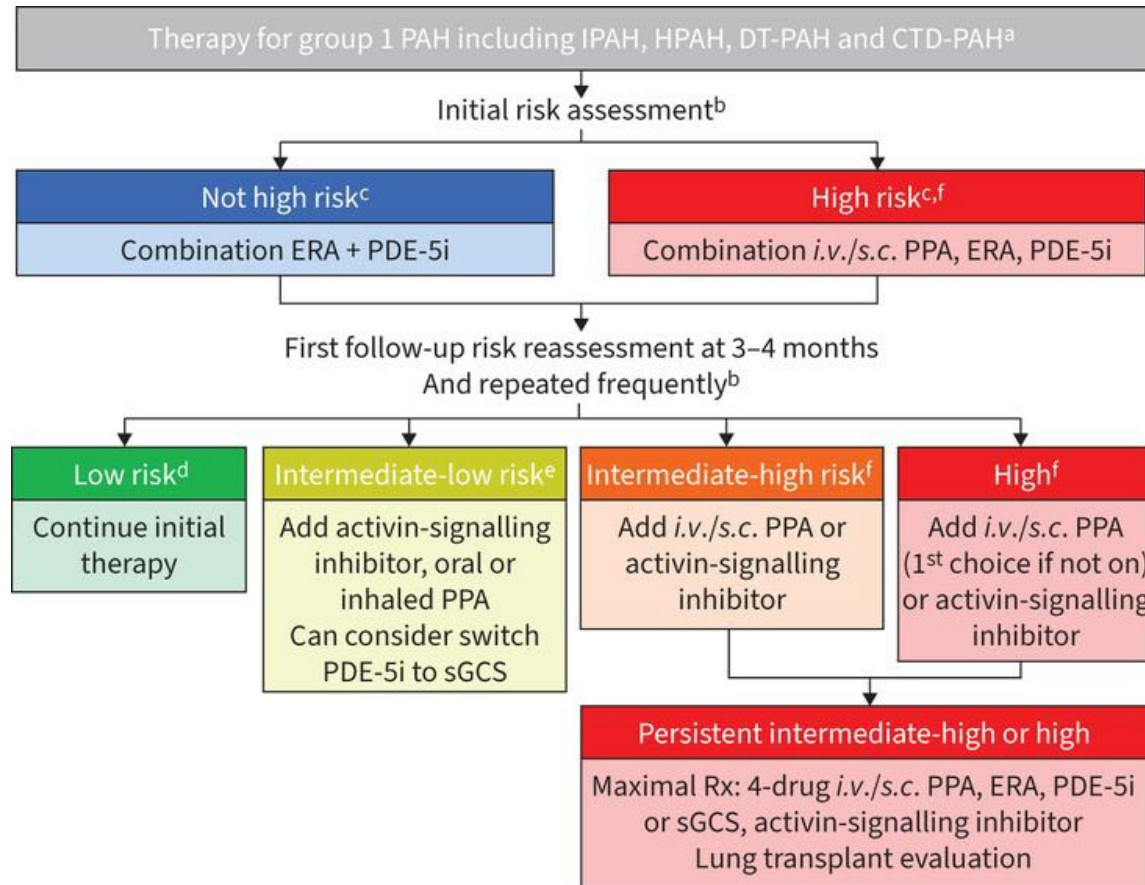 Therapy for group 1 PAH including IPAH, HPAH, DT-PAH and CTD-PAHᵃ
Initial risk assessmentᵇ
Not high riskᶜ
Combination ERA + PDE-5i
High riskᶜ,ᶠ
Combination i.v./s.c. PPA, ERA, PDE-5i
First follow-up risk reassessment at 3–4 months
And repeated frequentlyᵇ
Low riskᵈ
Continue initial
therapy
Intermediate-low riskᵉ
Add activin-signalling
inhibitor, oral or
inhaled PPA
Can consider switch
PDE-5i to sGCS
Intermediate-high riskᶠ
Add i.v./s.c. PPA or
activin-signalling
inhibitor
Highᶠ
Add i.v./s.c. PPA
(1ˢᵗ choice if not on)
or activin-signalling
inhibitor
Persistent intermediate-high or high
Maximal Rx: 4-drug i.v./s.c. PPA, ERA, PDE-5i
or sGCS, activin-signalling inhibitor
Lung transplant evaluation